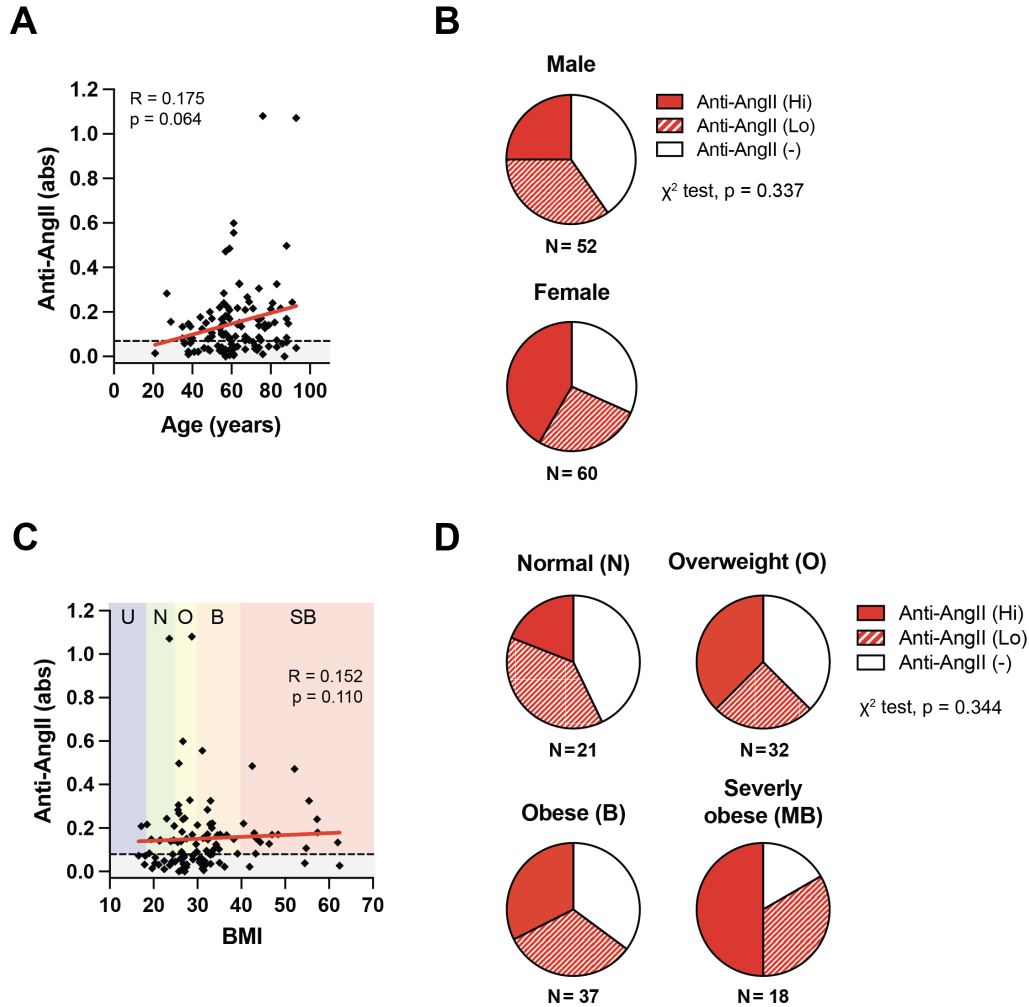 A
1.2
1.0
0.8
0.6
0.4
0.2
0.0
Anti-AngII (abs)
R = 0.175
p = 0.064
0 20 40 60 80 100
Age (years)
B
Male
N= 52
Anti-AngII (Hi)
Anti-AngII (Lo)
Anti-AngII (-)
χ² test, p = 0.337
Female
N= 60
C
1.2
1.0
0.8
0.6
0.4
0.2
0.0
Anti-AngII (abs)
U N O B SB
R = 0.152
p = 0.110
10 20 30 40 50 60 70
BMI
D
Normal (N)
N=21
Overweight (O)
N=32
Anti-AngII (Hi)
Anti-AngII (Lo)
Anti-AngII (-)
χ² test, p = 0.344
Obese (B)
N= 37
Severly
obese (MB)
N= 18